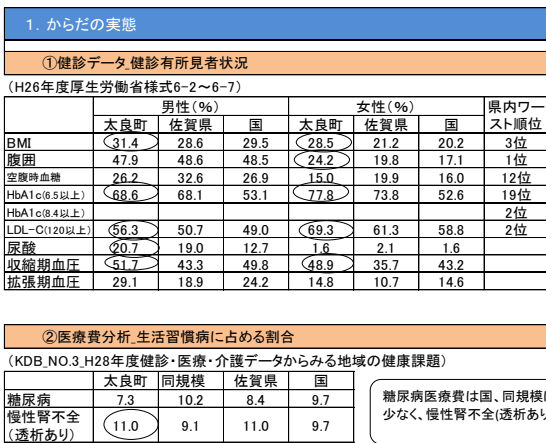 1. からだの実態
①健診データ_健診有所見者状況
（H26年度厚生労働省様式6-2～6-7）
男性(%) 女性(%) 県内ワースト順位
太良町 佐賀県 国 太良町 佐賀県 国
BMI 31.4 28.6 29.5 28.5 21.2 20.2 3位
腹囲 47.9 48.6 48.5 24.2 19.8 17.1 1位
空腹時血糖 26.2 32.6 26.9 15.0 19.9 16.0 12位
HbA1c(6.5以上) 68.6 68.1 53.1 77.8 73.8 52.6 19位
HbA1c(8.4以上) 2位
LDL-C(120以上) 56.3 50.7 49.0 69.3 61.3 58.8 2位
尿酸 20.7 19.0 12.7 1.6 2.1 1.6
収縮期血圧 51.7 43.3 49.8 48.9 35.7 43.2
拡張期血圧 29.1 18.9 24.2 14.8 10.7 14.6
②医療費分析_生活習慣病に占める割合
（KDB_NO.3_H28年度健診・医療・介護データからみる地域の健康課題）
太良町 同規模 佐賀県 国
糖尿病 7.3 10.2 8.4 9.7
慢性腎不全
（透析あり） 11.0 9.1 11.0 9.7
糖尿病医療費は国、同規模
少なく、慢性腎不全(透析あ